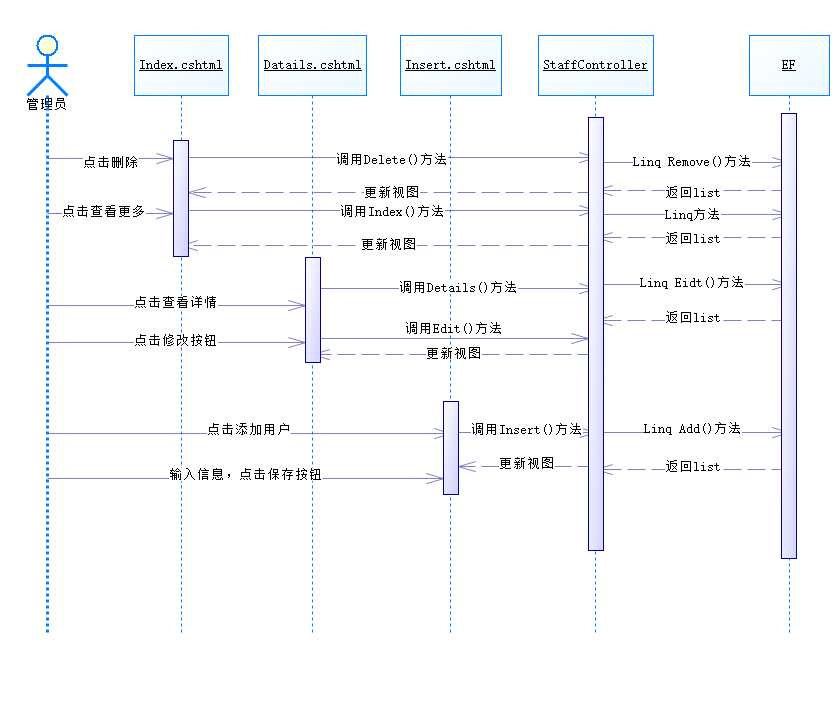 Index.cshtml
Datails.cshtml
Insert.cshtml
StaffController
EF
管理员
点击删除
调用Delete()方法
Linq Remove()方法
更新视图
返回list
点击查看更多
调用Index()方法
Linq方法
更新视图
返回list
点击查看详情
调用Details()方法
Linq Eidt()方法
返回list
点击修改按钮
调用Edit()方法
更新视图
点击添加用户
调用Insert()方法
Linq Add()方法
更新视图
返回list
输入信息，点击保存按钮